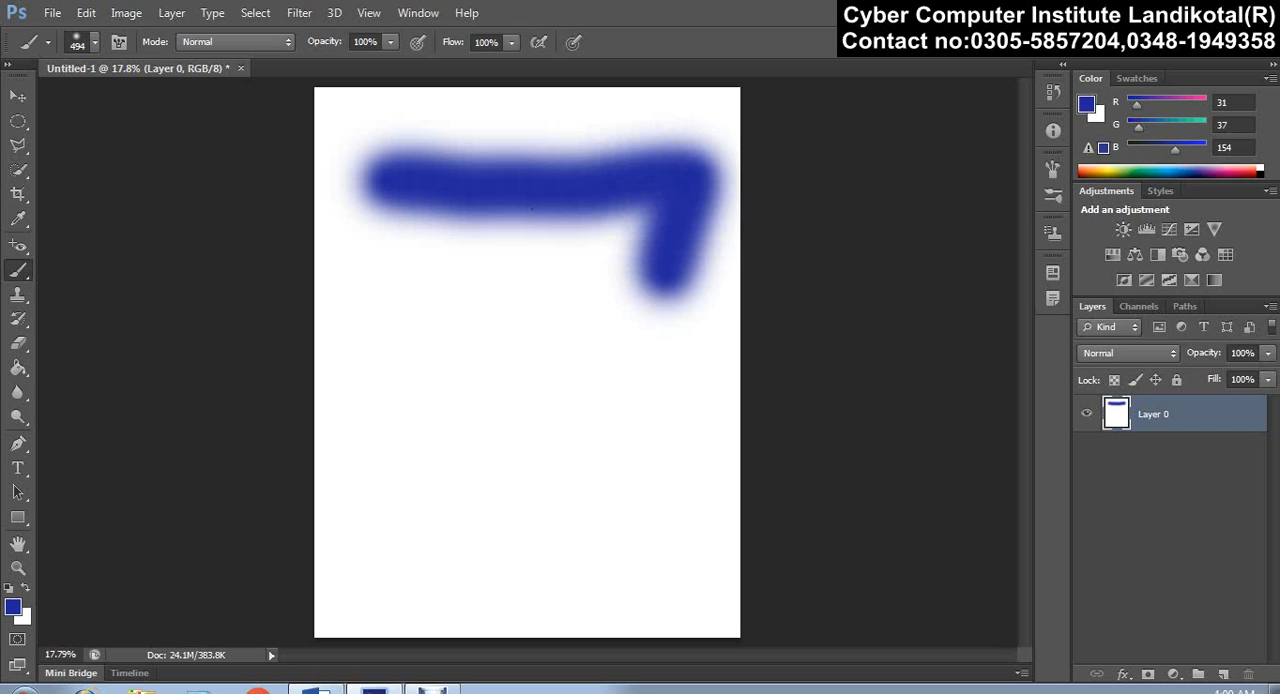 Ps File Edit Image Layer Type Select Filter 3D View Window Help
Cyber Computer Institute Landikotal(R)
Contact no:0305-5857204,0348-1949358
494 Mode: Normal Opacity: 100% Flow: 100%
Untitled-1 @ 17.8% (Layer 0, RGB/8) * ×
Color Swatches
R 31
G 37
B 154
Adjustments Styles
Add an adjustment
Layers Channels Paths
Kind
Normal Opacity: 100%
Lock: Fill: 100%
Layer 0
17.79% Doc: 24.1M/383.8K
Mini Bridge Timeline